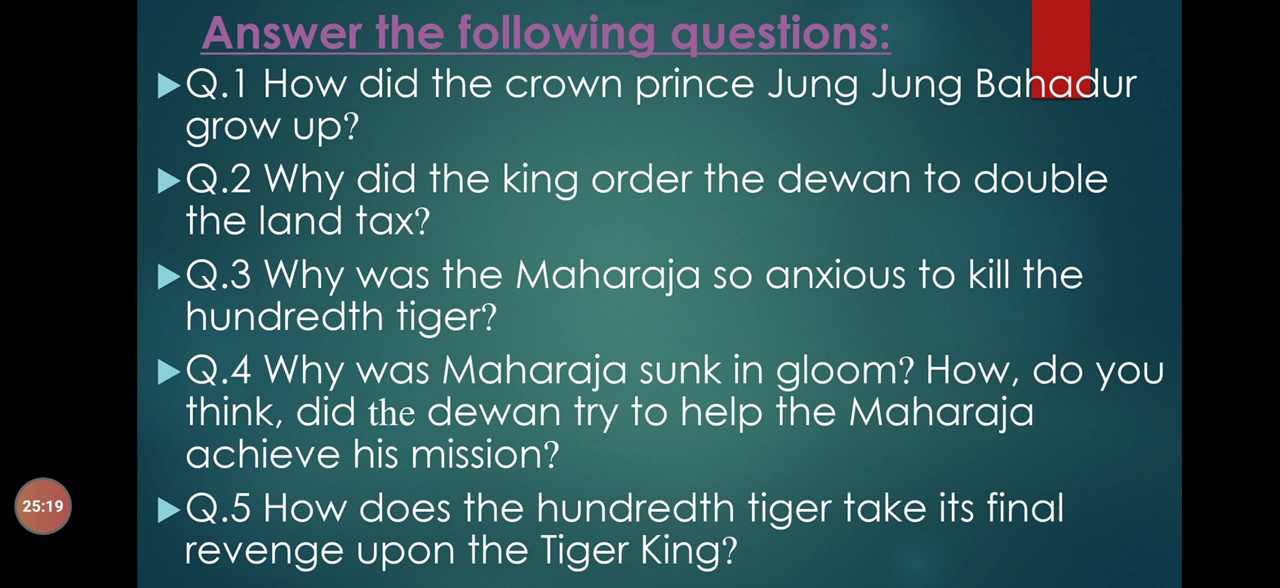 Answer the following questions:
Q.1 How did the crown prince Jung Jung Bahadur
grow up?
Q.2 Why did the king order the dewan to double
the land tax?
Q.3 Why was the Maharaja so anxious to kill the
hundredth tiger?
Q.4 Why was Maharaja sunk in gloom? How, do you
think, did the dewan try to help the Maharaja
achieve his mission?
25:19
Q.5 How does the hundredth tiger take its final
revenge upon the Tiger King?